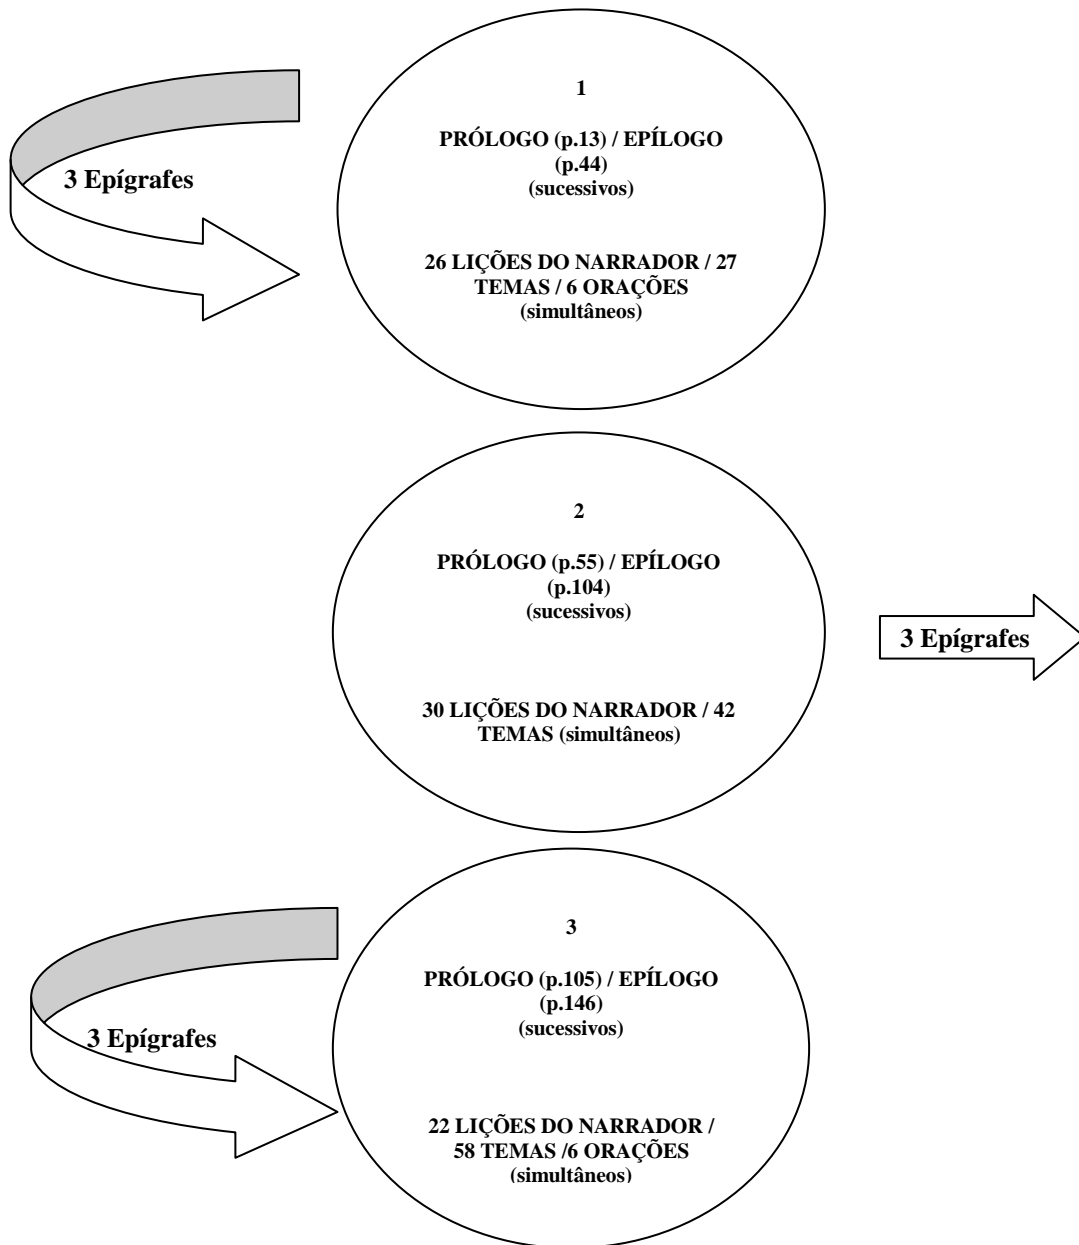 1
PRÓLOGO (p.13) / EPÍLOGO
(p.44)
(sucessivos)
3 Epígrafes
26 LIÇÕES DO NARRADOR / 27
TEMAS / 6 ORAÇÕES
(simultâneos)
2
PRÓLOGO (p.55) / EPÍLOGO
(p.104)
(sucessivos)
3 Epígrafes
30 LIÇÕES DO NARRADOR / 42
TEMAS (simultâneos)
3
PRÓLOGO (p.105) / EPÍLOGO
(p.146)
(sucessivos)
3 Epígrafes
22 LIÇÕES DO NARRADOR /
58 TEMAS /6 ORAÇÕES
(simultâneos)